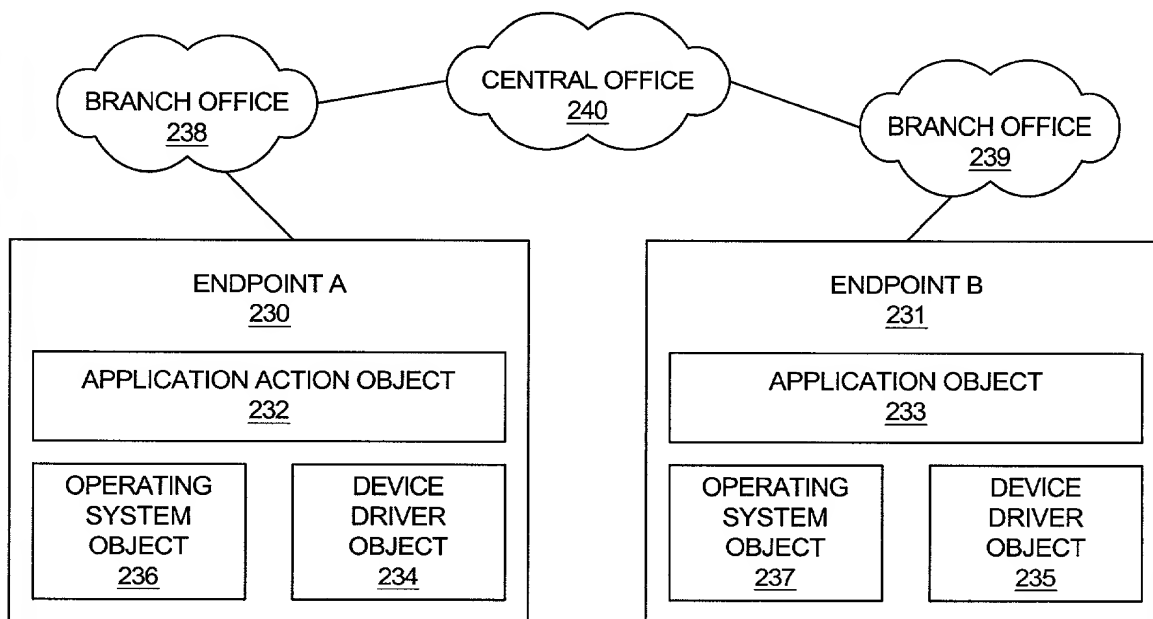 BRANCH OFFICE
238
CENTRAL OFFICE
240
BRANCH OFFICE
239
ENDPOINT A
230
APPLICATION ACTION OBJECT
232
OPERATING
SYSTEM
OBJECT
236
DEVICE
DRIVER
OBJECT
234
ENDPOINT B
231
APPLICATION OBJECT
233
OPERATING
SYSTEM
OBJECT
237
DEVICE
DRIVER
OBJECT
235